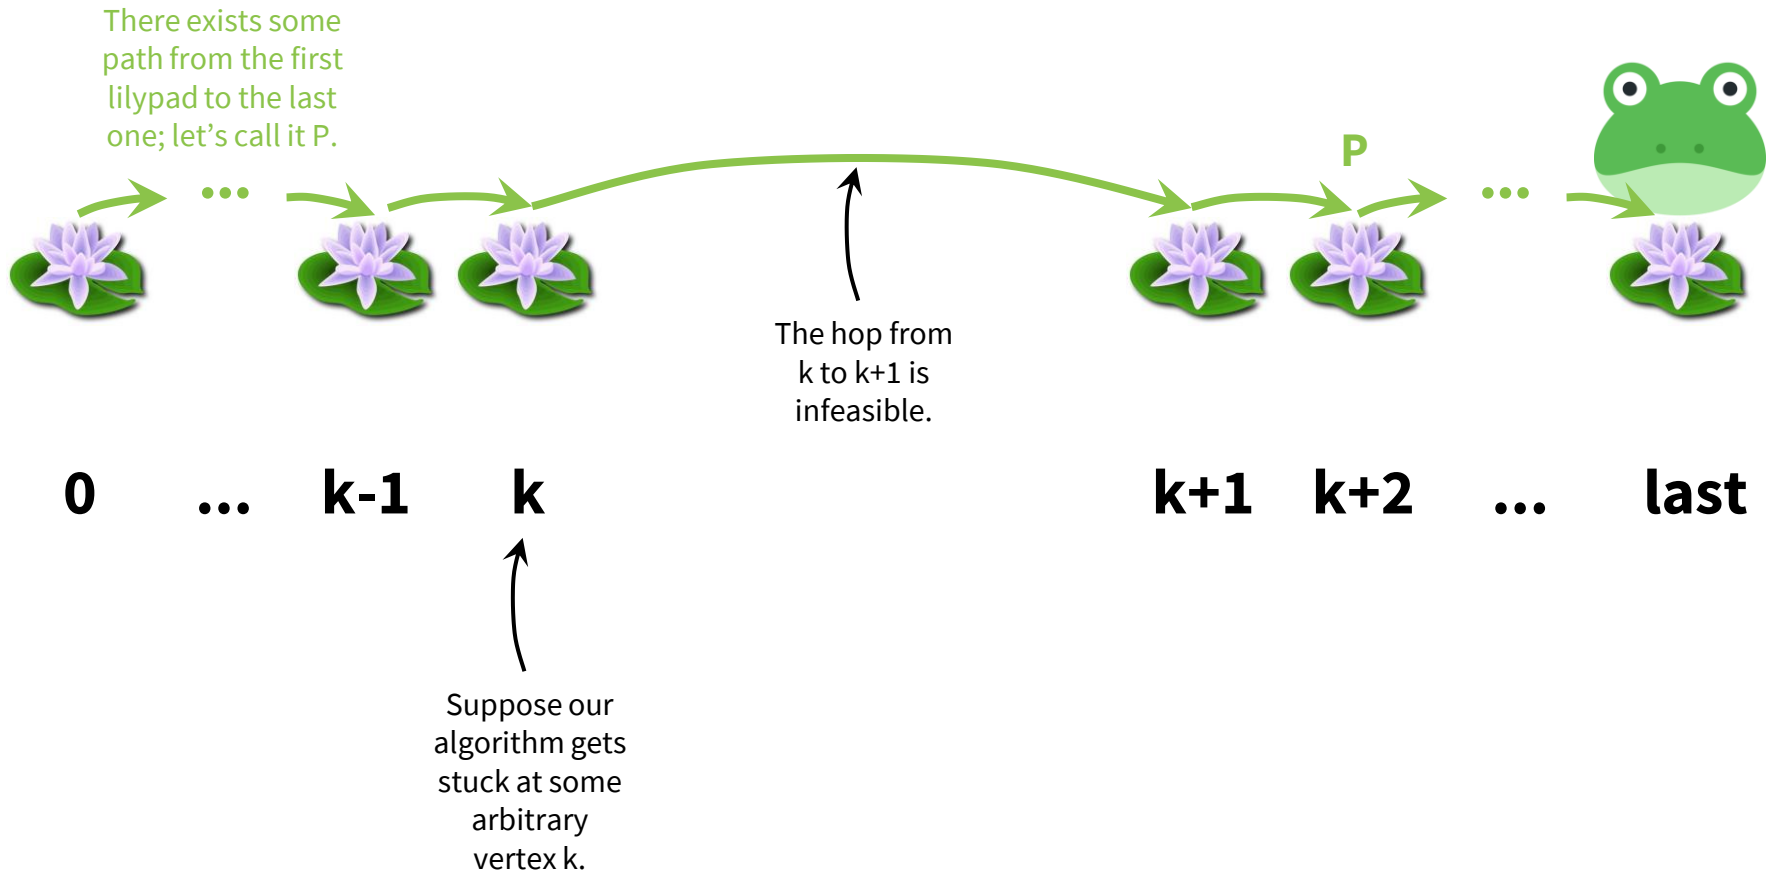 There exists some
path from the first
lilypad to the last
one; let’s call it P.
P
The hop from
k to k+1 is
infeasible.
0 ... k-1 k k+1 k+2 ... last
Suppose our
algorithm gets
stuck at some
arbitrary
vertex k.